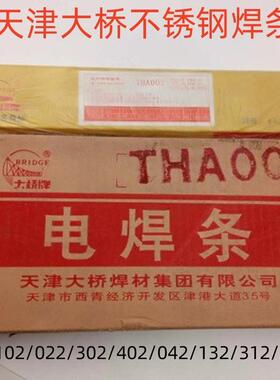 天津大桥不锈钢焊条
THA002
BRIDGE
大桥牌
THA00
电焊条
天津大桥焊材集团有限公司
天津市西青经济开发区津港大道35号
102/022/302/402/042/132/312/